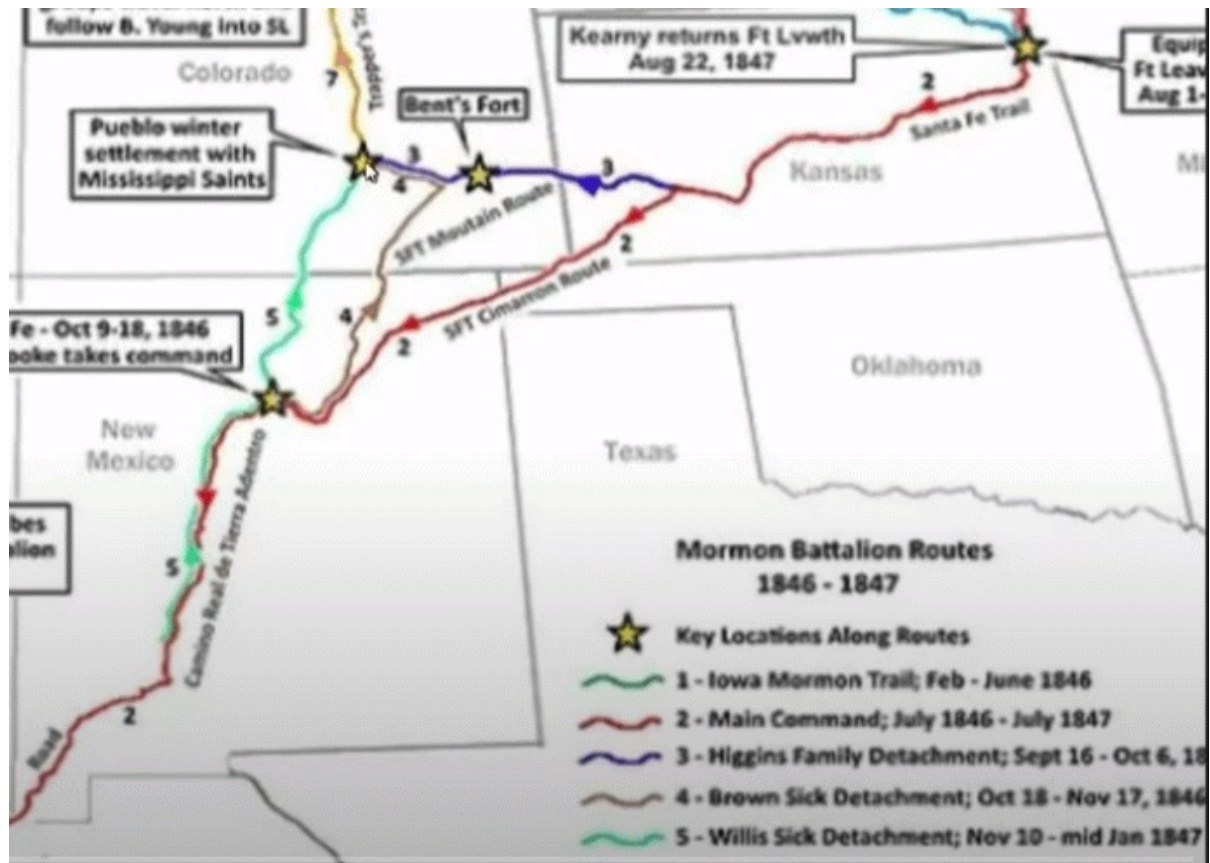 follow B. Young into SL
Kearny returns Ft Lvwth
Aug 22, 1847
Equip
Ft Leav
Aug 1-
Colorado
7
Trapper's
Bent's Fort
2
Santa Fe Trail
Pueblo winter
settlement with
Mississippi Saints
3
4
3
Kansas
Mi
SFT Moutain Route
2
5
4
SFT Cimarron Route
2
Fe - Oct 9-18, 1846
ooke takes command
Oklahoma
New
Mexico
Texas
Camino Real de Tierra Adentro
bes
alion
5
2
Road
Mormon Battalion Routes
1846 - 1847
Key Locations Along Routes
1 - Iowa Mormon Trail; Feb - June 1846
2 - Main Command; July 1846 - July 1847
3 - Higgins Family Detachment; Sept 16 - Oct 6, 18
4 - Brown Sick Detachment; Oct 18 - Nov 17, 1846
5 - Willis Sick Detachment; Nov 10 - mid Jan 1847